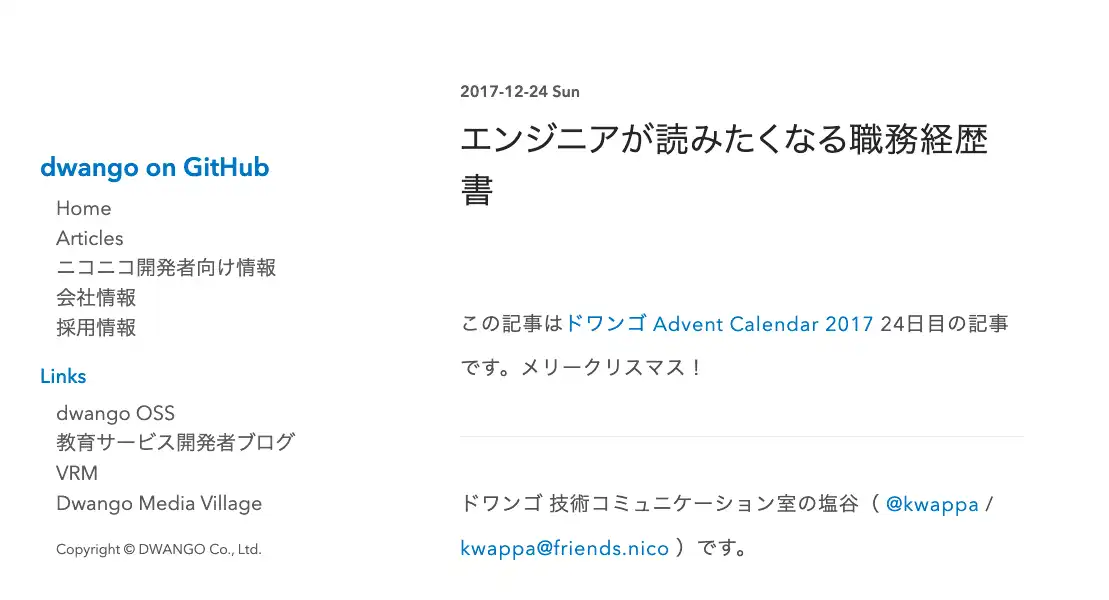 dwango on GitHub
Home
Articles
ニコニコ開発者向け情報
会社情報
採用情報
Links
dwango OSS
教育サービス開発者ブログ
VRM
Dwango Media Village
Copyright © DWANGO Co., Ltd.
2017-12-24 Sun
エンジニアが読みたくなる職務経歴
書
この記事はドワンゴ Advent Calendar 2017 24日目の記事
です。メリークリスマス！
ドワンゴ 技術コミュニケーション室の塩谷（ @kwappa /
kwappa@friends.nico ）です。